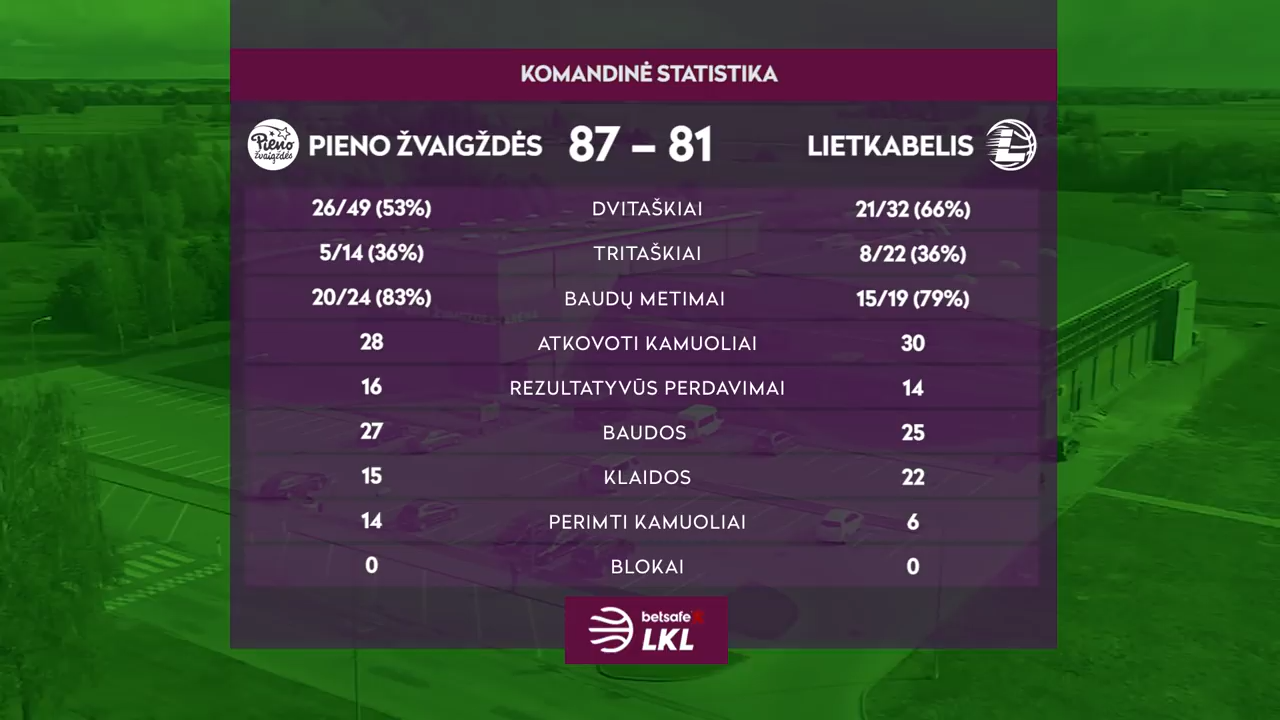 KOMANDINĖ STATISTIKA
Pieno žvaigždės PIENO ŽVAIGŽDĖS 87 – 81 LIETKABELIS L
26/49 (53%) DVITAŠKIAI 21/32 (66%)
5/14 (36%) TRITAŠKIAI 8/22 (36%)
20/24 (83%) BAUDŲ METIMAI 15/19 (79%)
28 ATKOVOTI KAMUOLIAI 30
16 REZULTATYVŪS PERDAVIMAI 14
27 BAUDOS 25
15 KLAIDOS 22
14 PERIMTI KAMUOLIAI 6
0 BLOKAI 0
betsafe
LKL